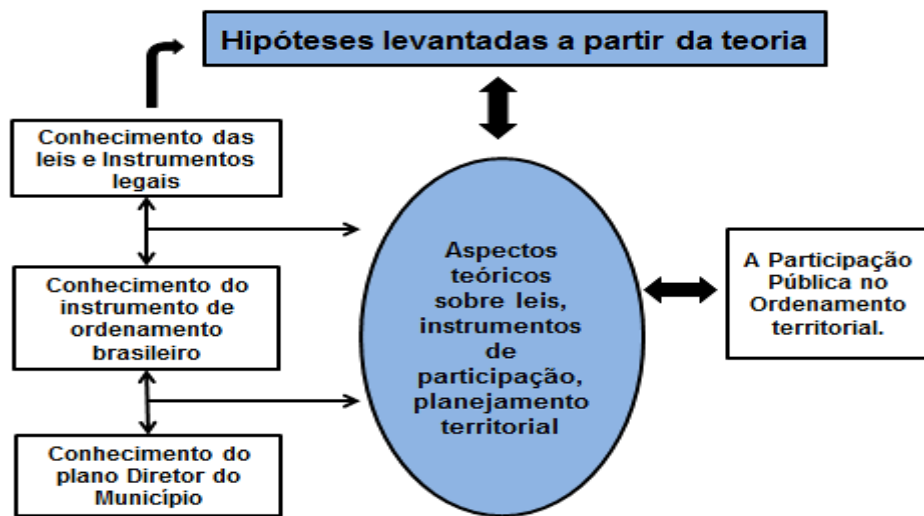 Hipóteses levantadas a partir da teoria
Conhecimento das
leis e Instrumentos
legais
Conhecimento do
instrumento de
ordenamento
brasileiro
Conhecimento do
plano Diretor do
Município
Aspectos
teóricos
sobre leis,
instrumentos
de
participação,
planejamento
territorial
A Participação
Pública no
Ordenamento
territorial.